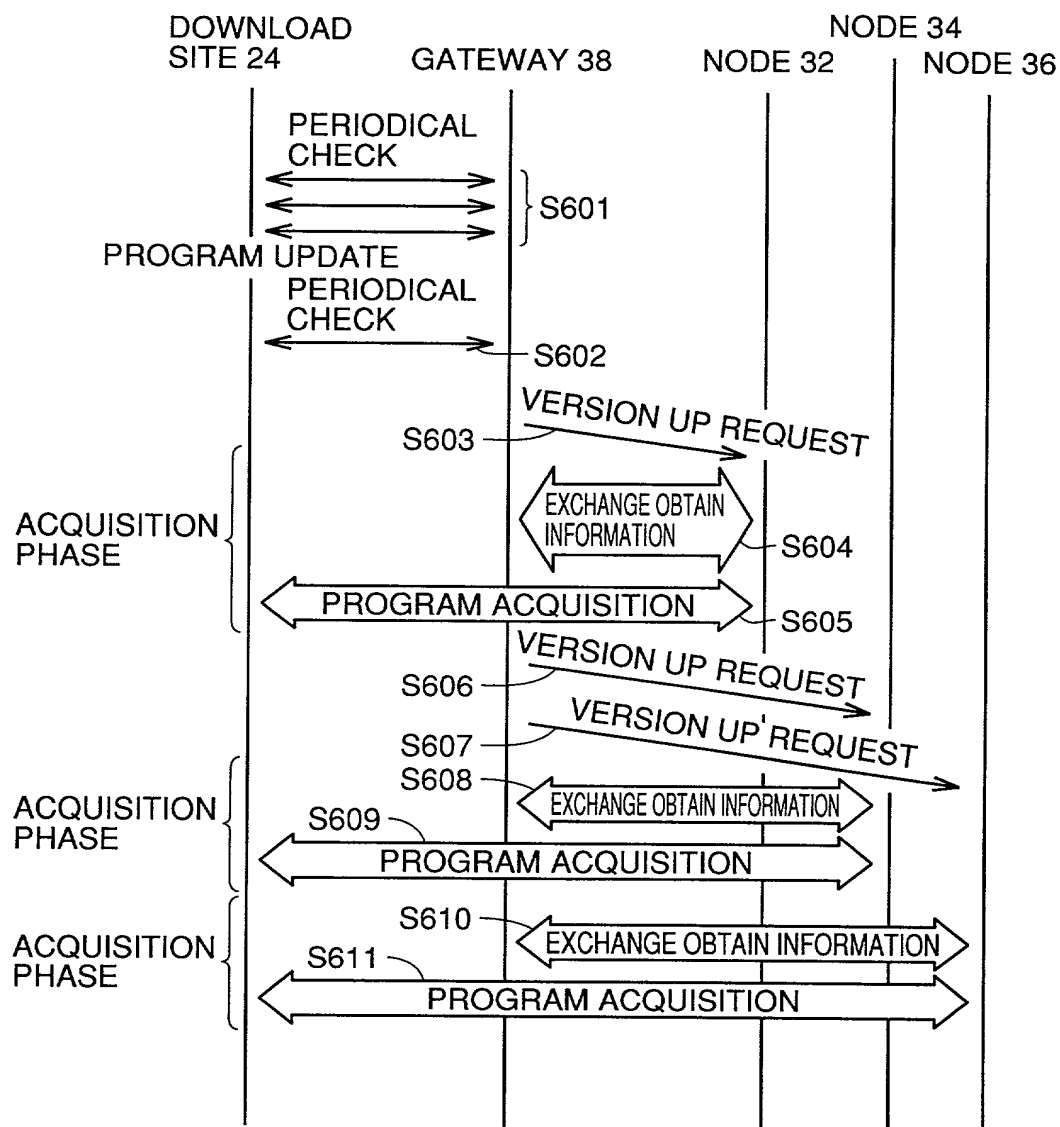 DOWNLOAD
SITE 24
GATEWAY 38
NODE 32
NODE 34
NODE 36
PERIODICAL
CHECK
S601
PROGRAM UPDATE
PERIODICAL
CHECK
S602
VERSION UP REQUEST
S603
ACQUISITION
PHASE
EXCHANGE OBTAIN
INFORMATION
S604
PROGRAM ACQUISITION
S605
VERSION UP REQUEST
S606
VERSION UP REQUEST
S607
ACQUISITION
PHASE
S608
EXCHANGE OBTAIN INFORMATION
S609
PROGRAM ACQUISITION
ACQUISITION
PHASE
S610
EXCHANGE OBTAIN INFORMATION
S611
PROGRAM ACQUISITION